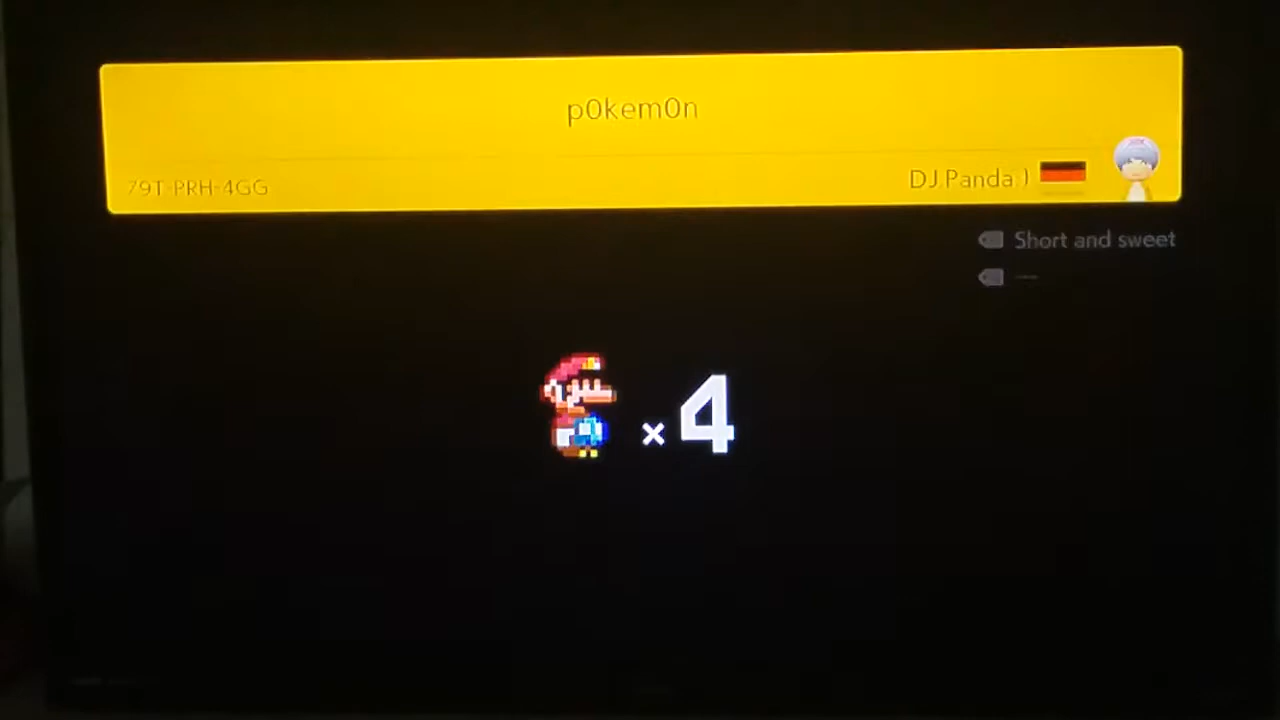 p0kem0n
79T-PRH-4GG
DJ.Panda:)
Short and sweet
---
× 4